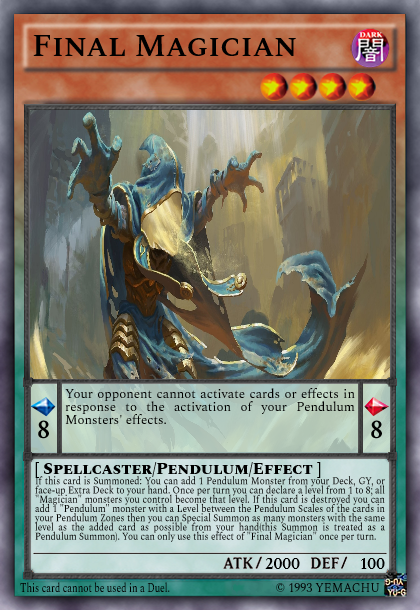 FINAL MAGICIAN
DARK
闇
Your opponent cannot activate cards or effects in
response to the activation of your Pendulum
Monsters' effects.
8
8
[ SPELLCASTER/PENDULUM/EFFECT ]
If this card is Summoned: You can add 1 Pendulum Monster from your Deck, GY, or
face-up Extra Deck to your hand. Once per turn you can declare a level from 1 to 8; all
"Magician" monsters you control become that level. If this card is destroyed you can
add 1 "Pendulum" monster with a Level between the Pendulum Scales of the cards in
your Pendulum Zones then you can Special Summon as many monsters with the same
level as the added card as possible from your hand(this Summon is treated as a
Pendulum Summon). You can only use this effect of "Final Magician" once per turn.
ATK / 2000 DEF/ 100
This card cannot be used in a Duel.
© 1993 YEMACHU